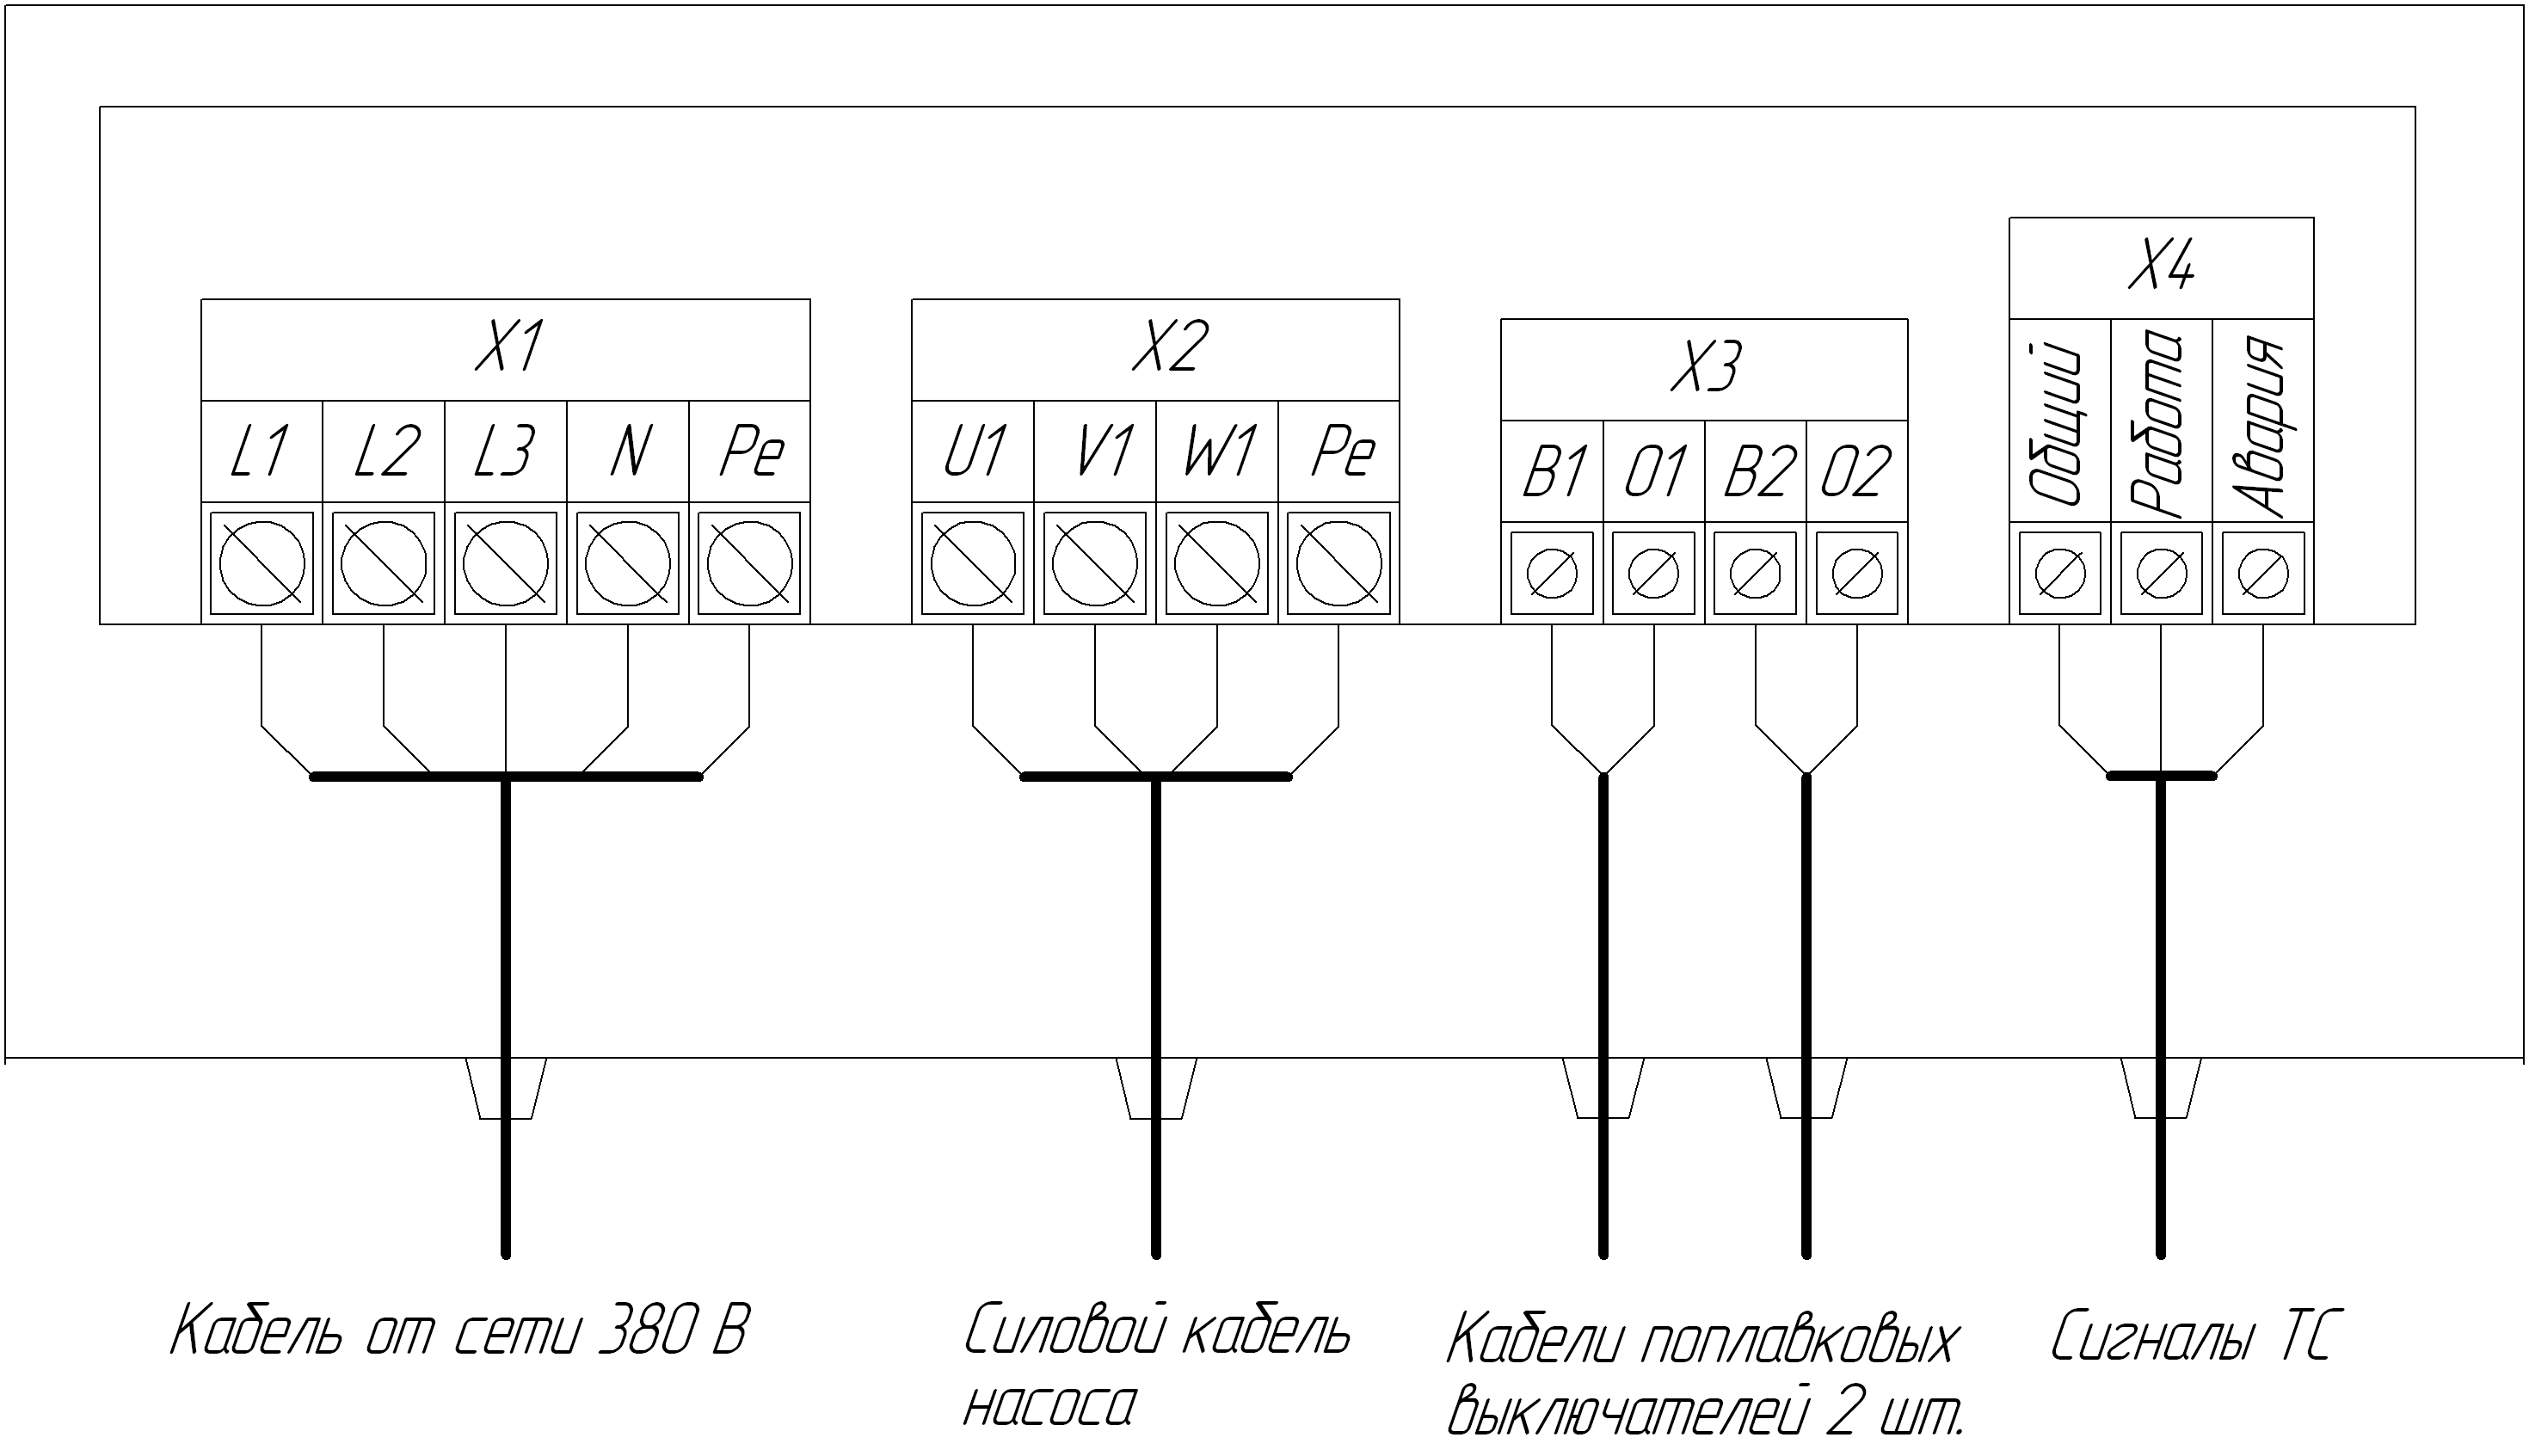 X1
L1 L2 L3 N Pe
X2
U1 V1 W1 Pe
X3
B1 O1 B2 O2
X4
Общий Работа Авария
Кабель от сети 380 В
Силовой кабель
насоса
Кабели поплавковых
выключателей 2 шт.
Сигналы ТС